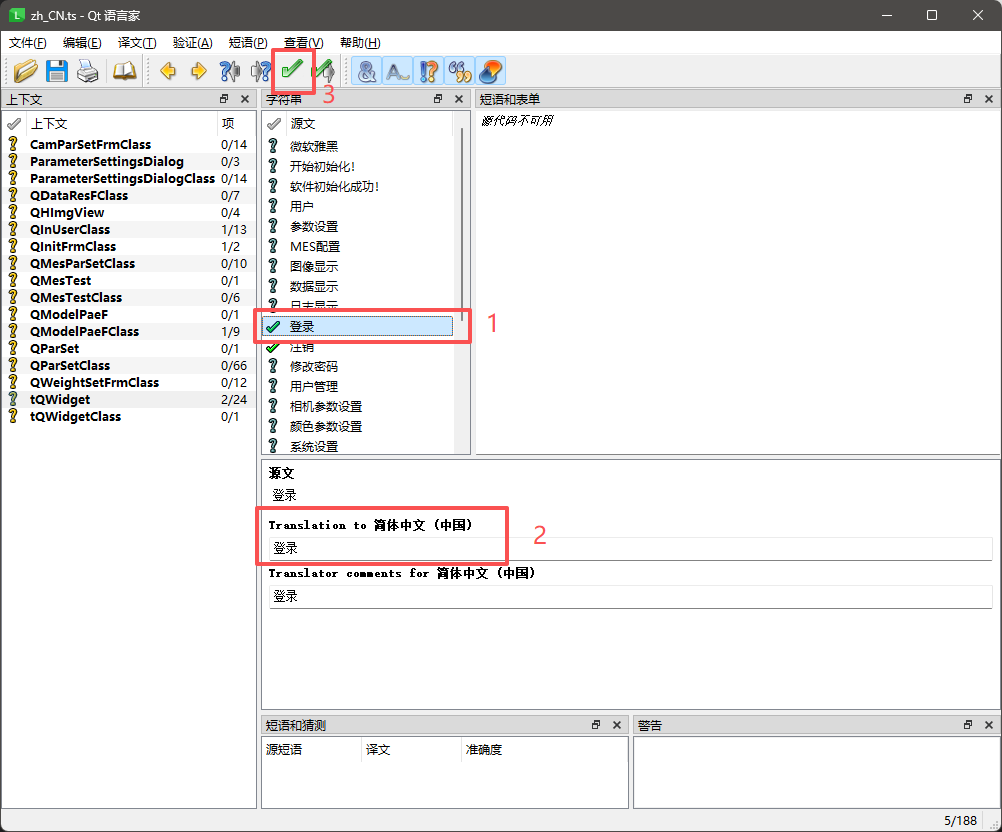 zh_CN.ts - Qt 语言家
文件(F) 编辑(E) 译文(T) 验证(A) 短语(P) 查看(V) 帮助(H)
3
上下文
上下文 项
CamParSetFrmClass 0/14
ParameterSettingsDialog 0/3
ParameterSettingsDialogClass 0/14
QDataResFClass 0/7
QHImgView 0/4
QInUserClass 1/13
QInitFrmClass 1/2
QMesParSetClass 0/10
QMesTest 0/1
QMesTestClass 0/6
QModelPaeF 0/1
QModelPaeFClass 1/9
QParSet 0/1
QParSetClass 0/66
QWeightSetFrmClass 0/12
tQWidget 2/24
tQWidgetClass 0/1
字符串
源文
微软雅黑
开始初始化!
软件初始化成功!
用户
参数设置
MES配置
图像显示
数据显示
日志显示
登录
1
注销
修改密码
用户管理
相机参数设置
颜色参数设置
系统设置
短语和表单
源代码不可用
源文
登录
Translation to 简体中文 (中国)
登录
2
Translator comments for 简体中文 (中国)
登录
短语和猜测
源短语 译文 准确度
警告
5/188